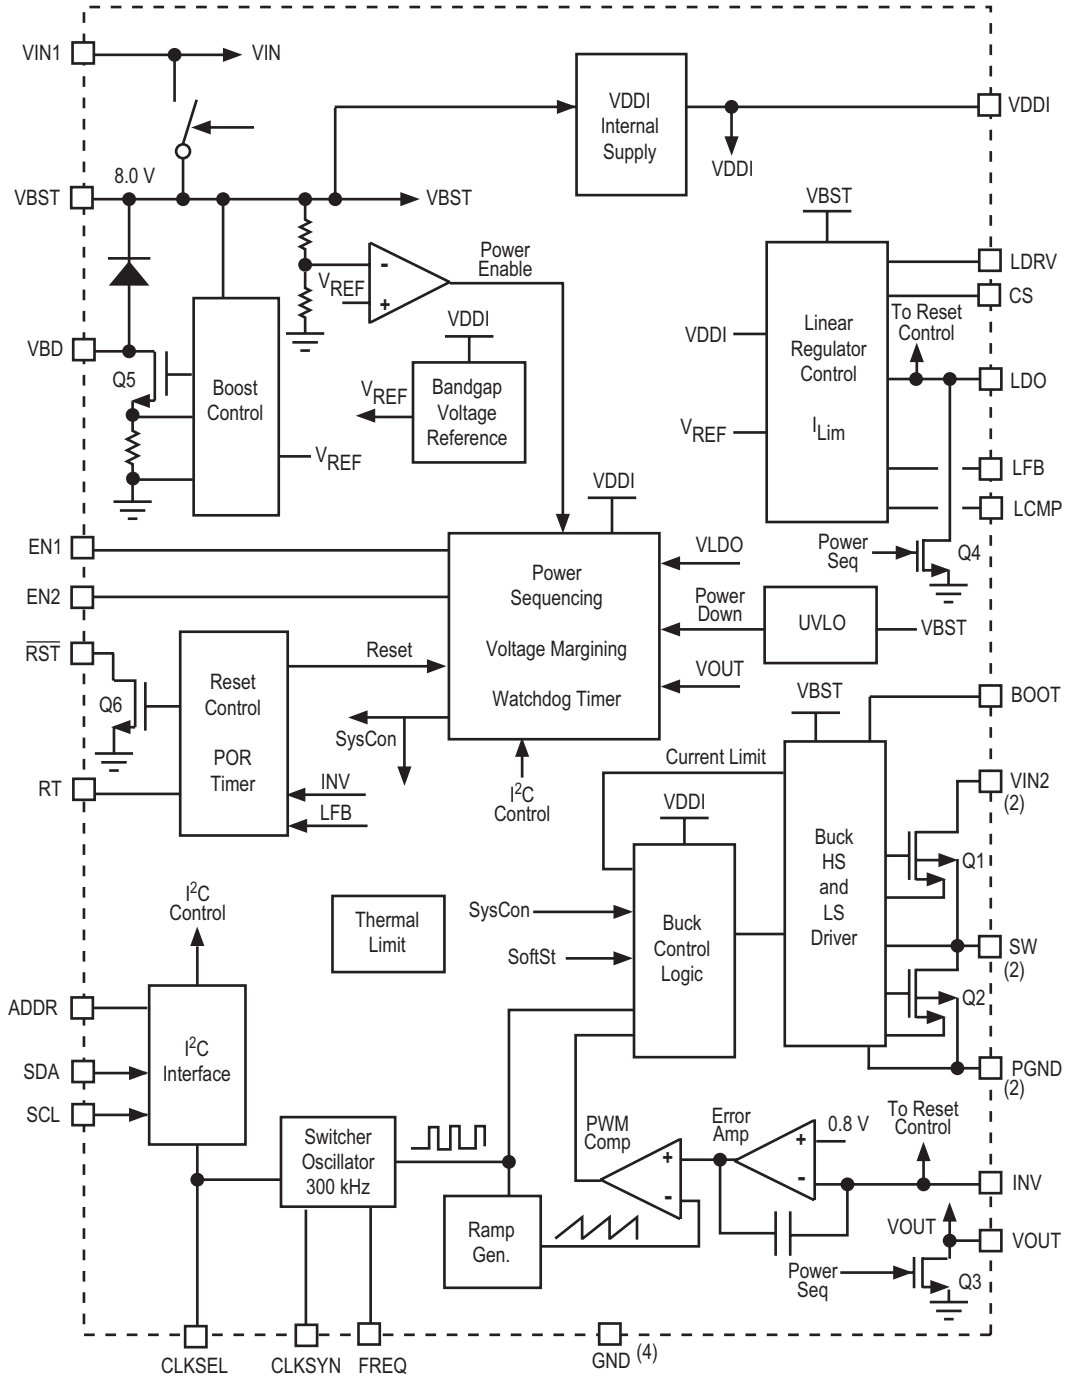 VIN1
VIN
VDDI
Internal
Supply
VDDI
VDDI
8.0 V
VBST
VBST
Power
Enable
VREF
-
+
VBST
LDRV
CS
To Reset
Control
VDDI
Linear
Regulator
Control
ILim
VREF
LDO
LFB
LCMP
Power
Seq
Q4
VBD
Q5
Boost
Control
VREF
VDDI
VREF
Bandgap
Voltage
Reference
VDDI
EN1
EN2
Power
Sequencing
Voltage Margining
Watchdog Timer
VLDO
Power
Down
UVLO
VBST
VOUT
RST
Q6
Reset
Control
POR
Timer
Reset
SysCon
INV
LFB
RT
I2C
Control
VBST
BOOT
Current Limit
VDDI
Buck
HS
and
LS
Driver
VIN2
(2)
Q1
SW
(2)
Q2
PGND
(2)
I2C
Control
Thermal
Limit
SysCon
SoftSt
Buck
Control
Logic
ADDR
SDA
SCL
I2C
Interface
Switcher
Oscillator
300 kHz
Ramp
Gen.
PWM
Comp
+
-
Error
Amp
+
-
0.8 V
To Reset
Control
INV
VOUT
VOUT
Power
Seq
Q3
CLKSEL
CLKSYN
FREQ
GND (4)